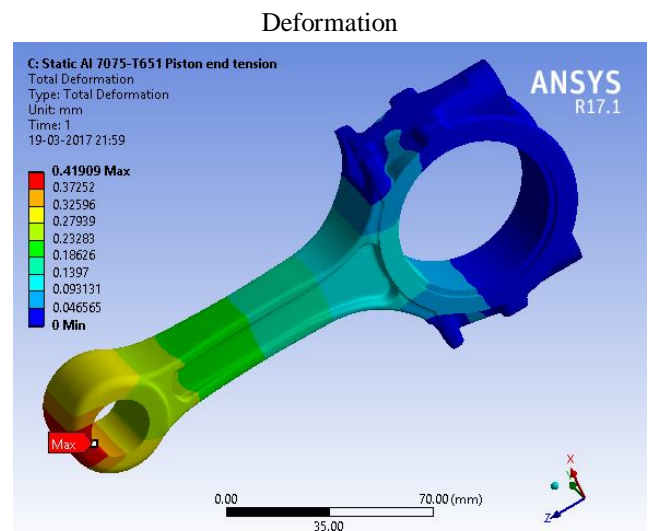 Deformation
C: Static Al 7075-T651 Piston end tension
Total Deformation
Type: Total Deformation
Unit: mm
Time: 1
19-03-2017 21:59
ANSYS
R17.1
0.41909 Max
0.37252
0.32596
0.27939
0.23283
0.18626
0.1397
0.093131
0.046565
0 Min
Max
0.00
70.00 (mm)
35.00
X
Z